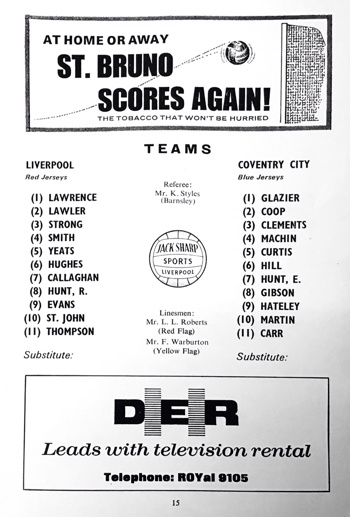 AT HOME OR AWAY
ST. BRUNO
SCORES AGAIN!
THE TOBACCO THAT WON'T BE HURRIED
TEAMS
LIVERPOOL
Red Jerseys
(1) LAWRENCE
(2) LAWLER
(3) STRONG
(4) SMITH
(5) YEATS
(6) HUGHES
(7) CALLAGHAN
(8) HUNT, R.
(9) EVANS
(10) ST. JOHN
(11) THOMPSON
Substitute:
Referee:
Mr. K. Styles
(Barnsley)
JACK SHARP
SPORTS
LIVERPOOL
Linesmen:
Mr. L. L. Roberts
(Red Flag)
Mr. F. Warburton
(Yellow Flag)
COVENTRY CITY
Blue Jerseys
(1) GLAZIER
(2) COOP
(3) CLEMENTS
(4) MACHIN
(5) CURTIS
(6) HILL
(7) HUNT, E.
(8) GIBSON
(9) HATELEY
(10) MARTIN
(11) CARR
Substitute:
DER
Leads with television rental
Telephone: ROYal 9105
15